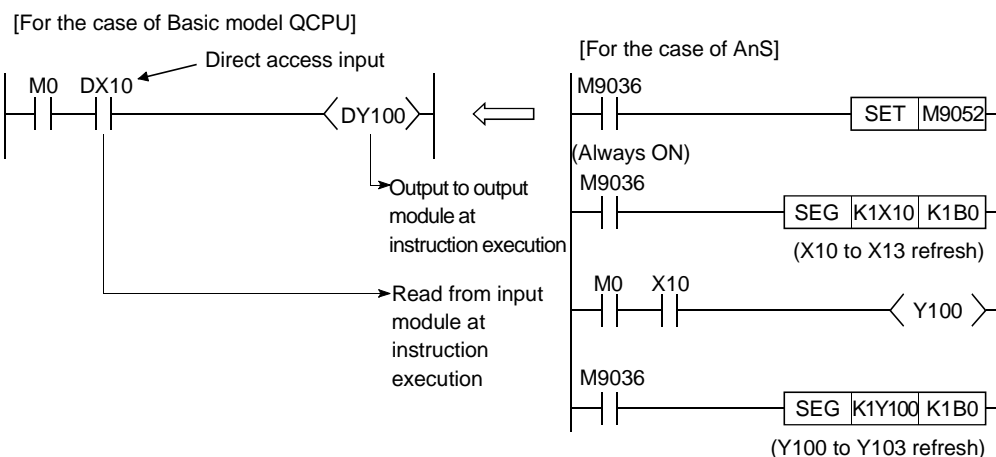 [For the case of Basic model QCPU]
Direct access input
M0 DX10
DY100
Output to output
module at
instruction execution
Read from input
module at
instruction
execution
[For the case of AnS]
M9036
SET M9052
(Always ON)
M9036
SEG K1X10 K1B0
(X10 to X13 refresh)
M0 X10
Y100
M9036
SEG K1Y100 K1B0
(Y100 to Y103 refresh)